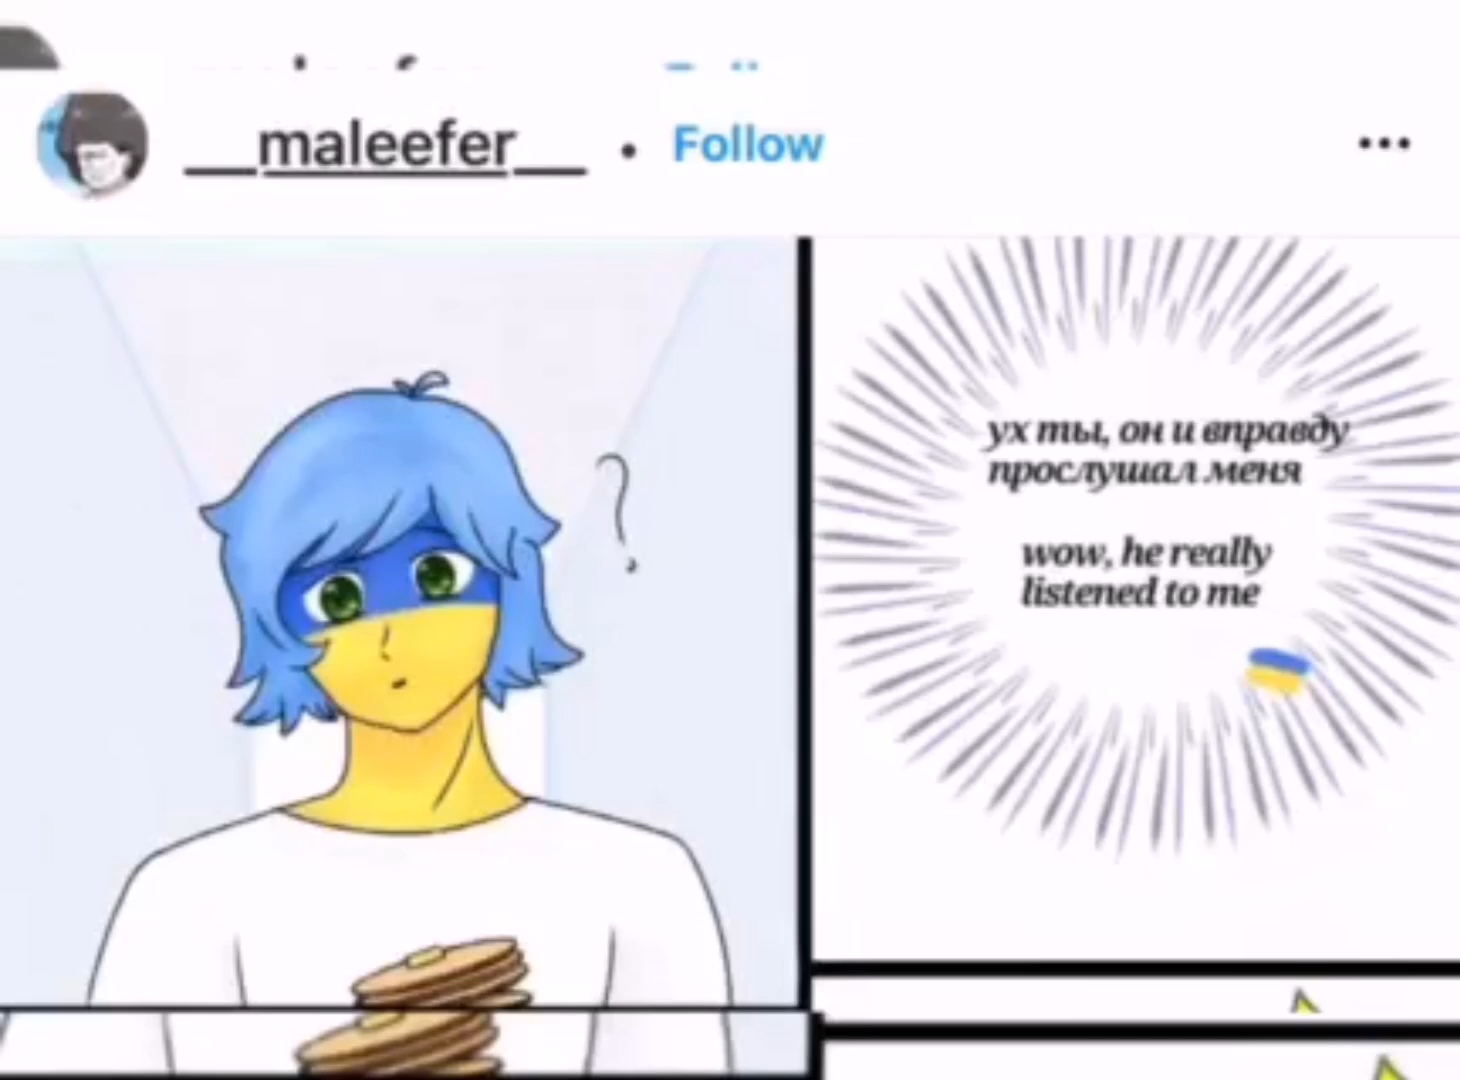 __maleefer__ • Follow
ух ты, он и вправду
прослушал меня
wow, he really
listened to me